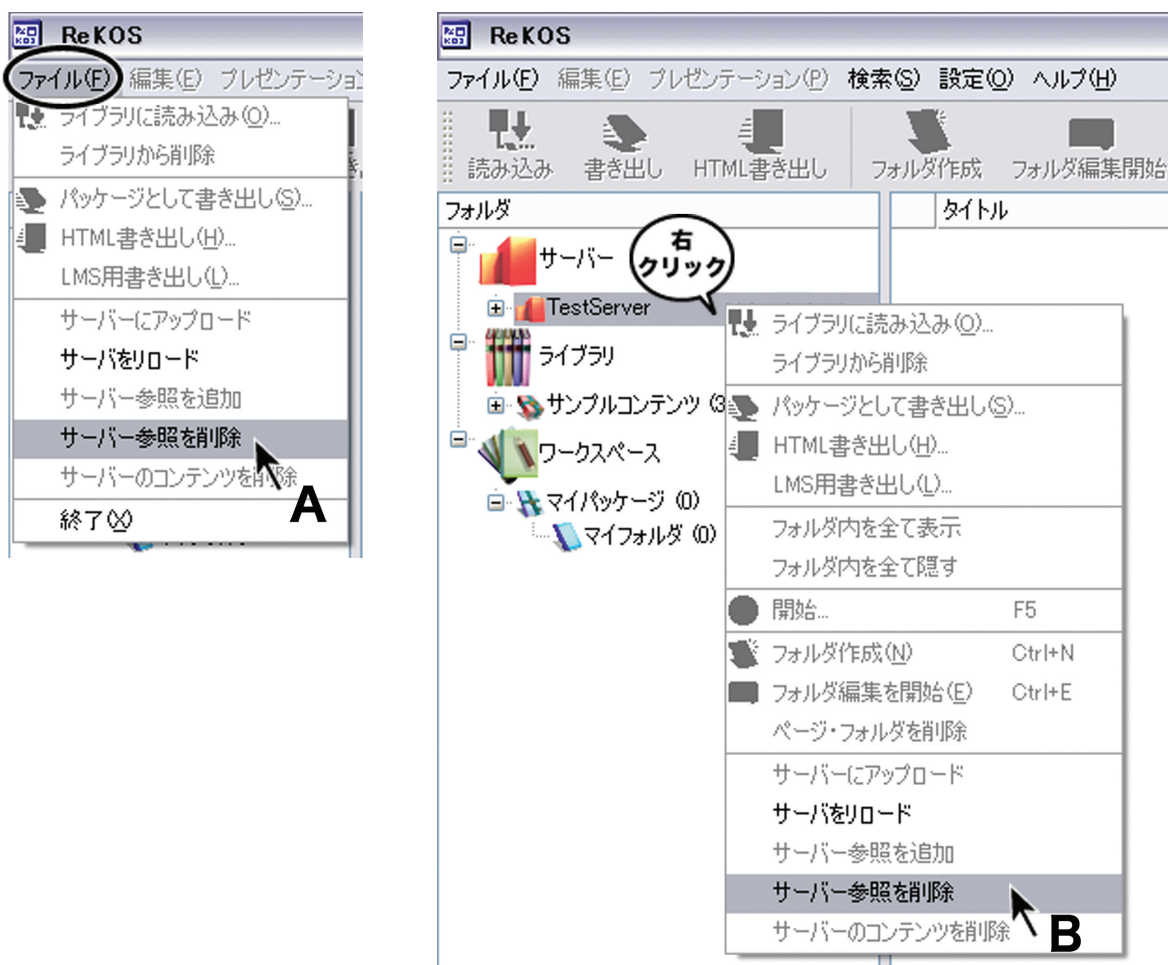 ReKOS
ファイル(F) 編集(E) プレゼンテーション
ライブラリに読み込み(O)...
ライブラリから削除
パッケージとして書き出し(S)...
HTML書き出し(H)...
LMS用書き出し(L)...
サーバーにアップロード
サーバをリロード
サーバー参照を追加
サーバー参照を削除
サーバーのコンテンツを削除
終了(X)
A
ReKOS
ファイル(F) 編集(E) プレゼンテーション(P) 検索(S) 設定(O) ヘルプ(H)
読み込み 書き出し HTML書き出し フォルダ作成 フォルダ編集開始
フォルダ タイトル
サーバー
右
クリック
TestServer
ライブラリ
サンプルコンテンツ (3
ワークスペース
マイパッケージ (0)
マイフォルダ (0)
ライブラリに読み込み(O)...
ライブラリから削除
パッケージとして書き出し(S)...
HTML書き出し(H)...
LMS用書き出し(L)...
フォルダ内を全て表示
フォルダ内を全て隠す
開始... F5
フォルダ作成(N) Ctrl+N
フォルダ編集を開始(E) Ctrl+E
ページ・フォルダを削除
サーバーにアップロード
サーバをリロード
サーバー参照を追加
サーバー参照を削除
サーバーのコンテンツを削除
B